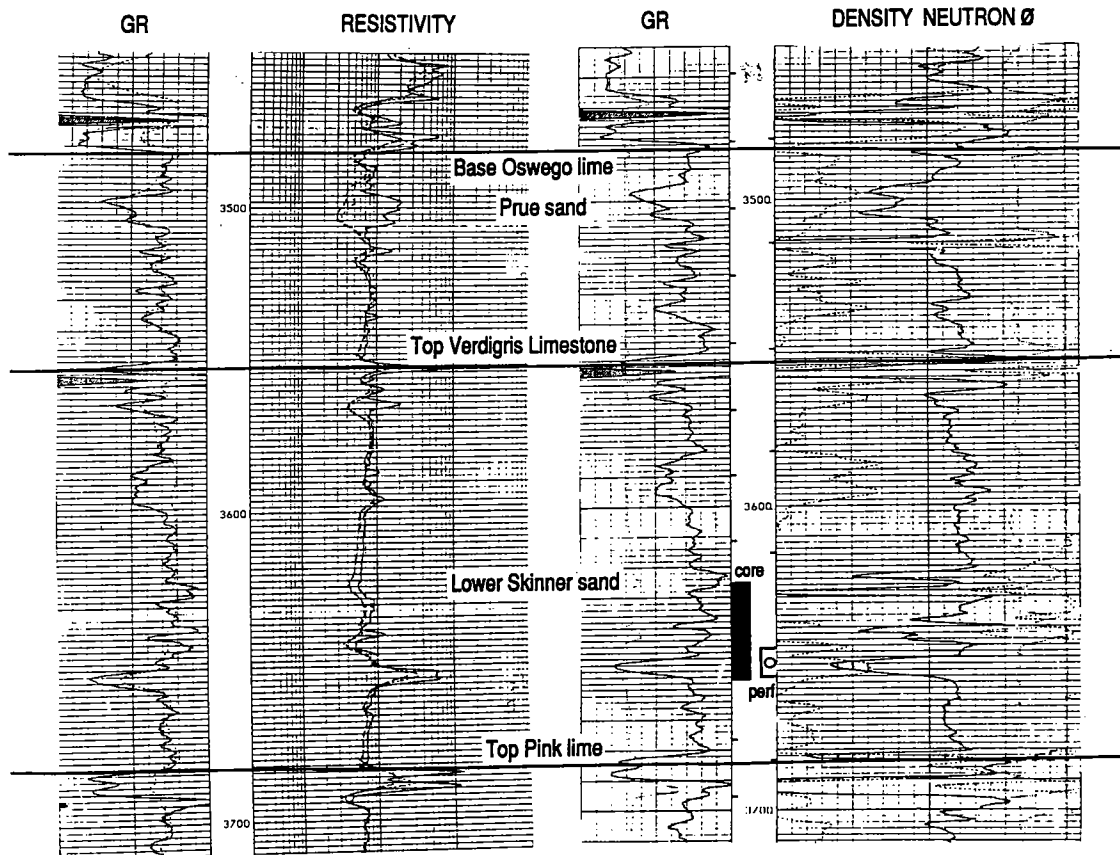 GR
RESISTIVITY
GR
DENSITY NEUTRON Ø
Base Oswego lime
3500
Prue sand
3500
Top Verdigris Limestone
3600
3600
core
Lower Skinner sand
perf
Top Pink lime
3700
3700